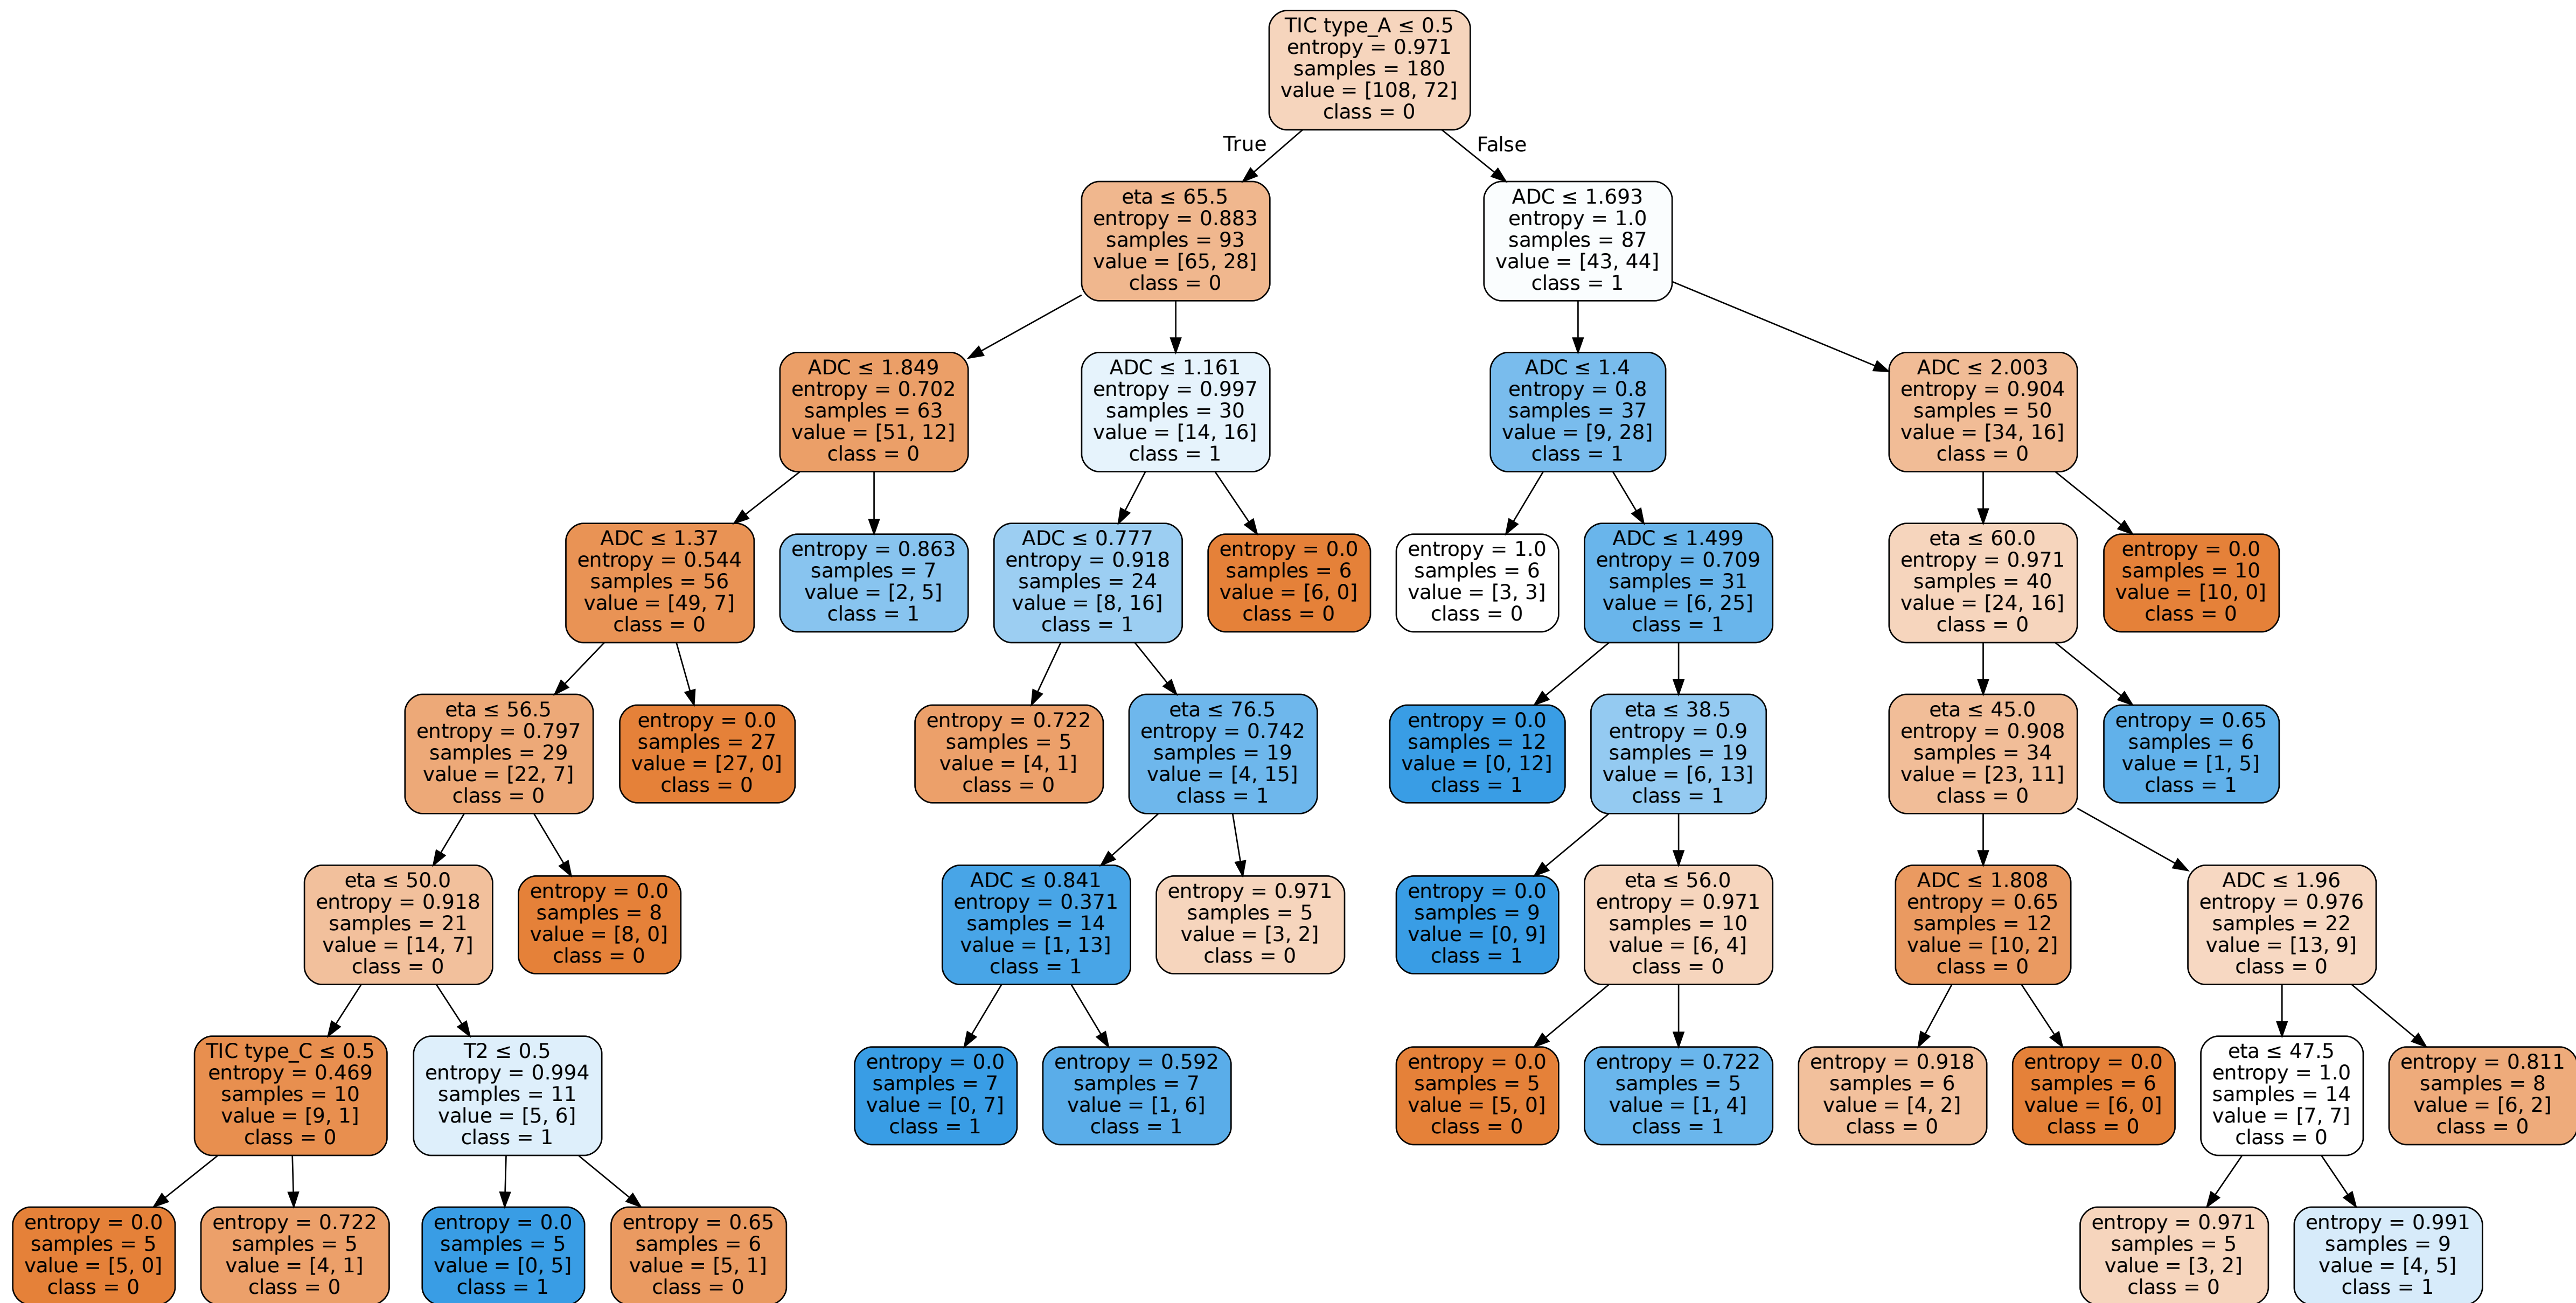 TIC type_A ≤ 0.5
entropy = 0.971
samples = 180
value = [108, 72]
class = 0
True
False
eta ≤ 65.5
entropy = 0.883
samples = 93
value = [65, 28]
class = 0
ADC ≤ 1.693
entropy = 1.0
samples = 87
value = [43, 44]
class = 1
ADC ≤ 1.849
entropy = 0.702
samples = 63
value = [51, 12]
class = 0
ADC ≤ 1.161
entropy = 0.997
samples = 30
value = [14, 16]
class = 1
ADC ≤ 1.4
entropy = 0.8
samples = 37
value = [9, 28]
class = 1
ADC ≤ 2.003
entropy = 0.904
samples = 50
value = [34, 16]
class = 0
ADC ≤ 1.37
entropy = 0.544
samples = 56
value = [49, 7]
class = 0
entropy = 0.863
samples = 7
value = [2, 5]
class = 1
ADC ≤ 0.777
entropy = 0.918
samples = 24
value = [8, 16]
class = 1
entropy = 0.0
samples = 6
value = [6, 0]
class = 0
entropy = 1.0
samples = 6
value = [3, 3]
class = 0
ADC ≤ 1.499
entropy = 0.709
samples = 31
value = [6, 25]
class = 1
eta ≤ 60.0
entropy = 0.971
samples = 40
value = [24, 16]
class = 0
entropy = 0.0
samples = 10
value = [10, 0]
class = 0
eta ≤ 56.5
entropy = 0.797
samples = 29
value = [22, 7]
class = 0
entropy = 0.0
samples = 27
value = [27, 0]
class = 0
entropy = 0.722
samples = 5
value = [4, 1]
class = 0
eta ≤ 76.5
entropy = 0.742
samples = 19
value = [4, 15]
class = 1
entropy = 0.0
samples = 12
value = [0, 12]
class = 1
eta ≤ 38.5
entropy = 0.9
samples = 19
value = [6, 13]
class = 1
eta ≤ 45.0
entropy = 0.908
samples = 34
value = [23, 11]
class = 0
entropy = 0.65
samples = 6
value = [1, 5]
class = 1
eta ≤ 50.0
entropy = 0.918
samples = 21
value = [14, 7]
class = 0
entropy = 0.0
samples = 8
value = [8, 0]
class = 0
ADC ≤ 0.841
entropy = 0.371
samples = 14
value = [1, 13]
class = 1
entropy = 0.971
samples = 5
value = [3, 2]
class = 0
entropy = 0.0
samples = 9
value = [0, 9]
class = 1
eta ≤ 56.0
entropy = 0.971
samples = 10
value = [6, 4]
class = 0
ADC ≤ 1.808
entropy = 0.65
samples = 12
value = [10, 2]
class = 0
ADC ≤ 1.96
entropy = 0.976
samples = 22
value = [13, 9]
class = 0
TIC type_C ≤ 0.5
entropy = 0.469
samples = 10
value = [9, 1]
class = 0
T2 ≤ 0.5
entropy = 0.994
samples = 11
value = [5, 6]
class = 1
entropy = 0.0
samples = 7
value = [0, 7]
class = 1
entropy = 0.592
samples = 7
value = [1, 6]
class = 1
entropy = 0.0
samples = 5
value = [5, 0]
class = 0
entropy = 0.722
samples = 5
value = [1, 4]
class = 1
entropy = 0.918
samples = 6
value = [4, 2]
class = 0
entropy = 0.0
samples = 6
value = [6, 0]
class = 0
eta ≤ 47.5
entropy = 1.0
samples = 14
value = [7, 7]
class = 0
entropy = 0.811
samples = 8
value = [6, 2]
class = 0
entropy = 0.0
samples = 5
value = [5, 0]
class = 0
entropy = 0.722
samples = 5
value = [4, 1]
class = 0
entropy = 0.0
samples = 5
value = [0, 5]
class = 1
entropy = 0.65
samples = 6
value = [5, 1]
class = 0
entropy = 0.971
samples = 5
value = [3, 2]
class = 0
entropy = 0.991
samples = 9
value = [4, 5]
class = 1